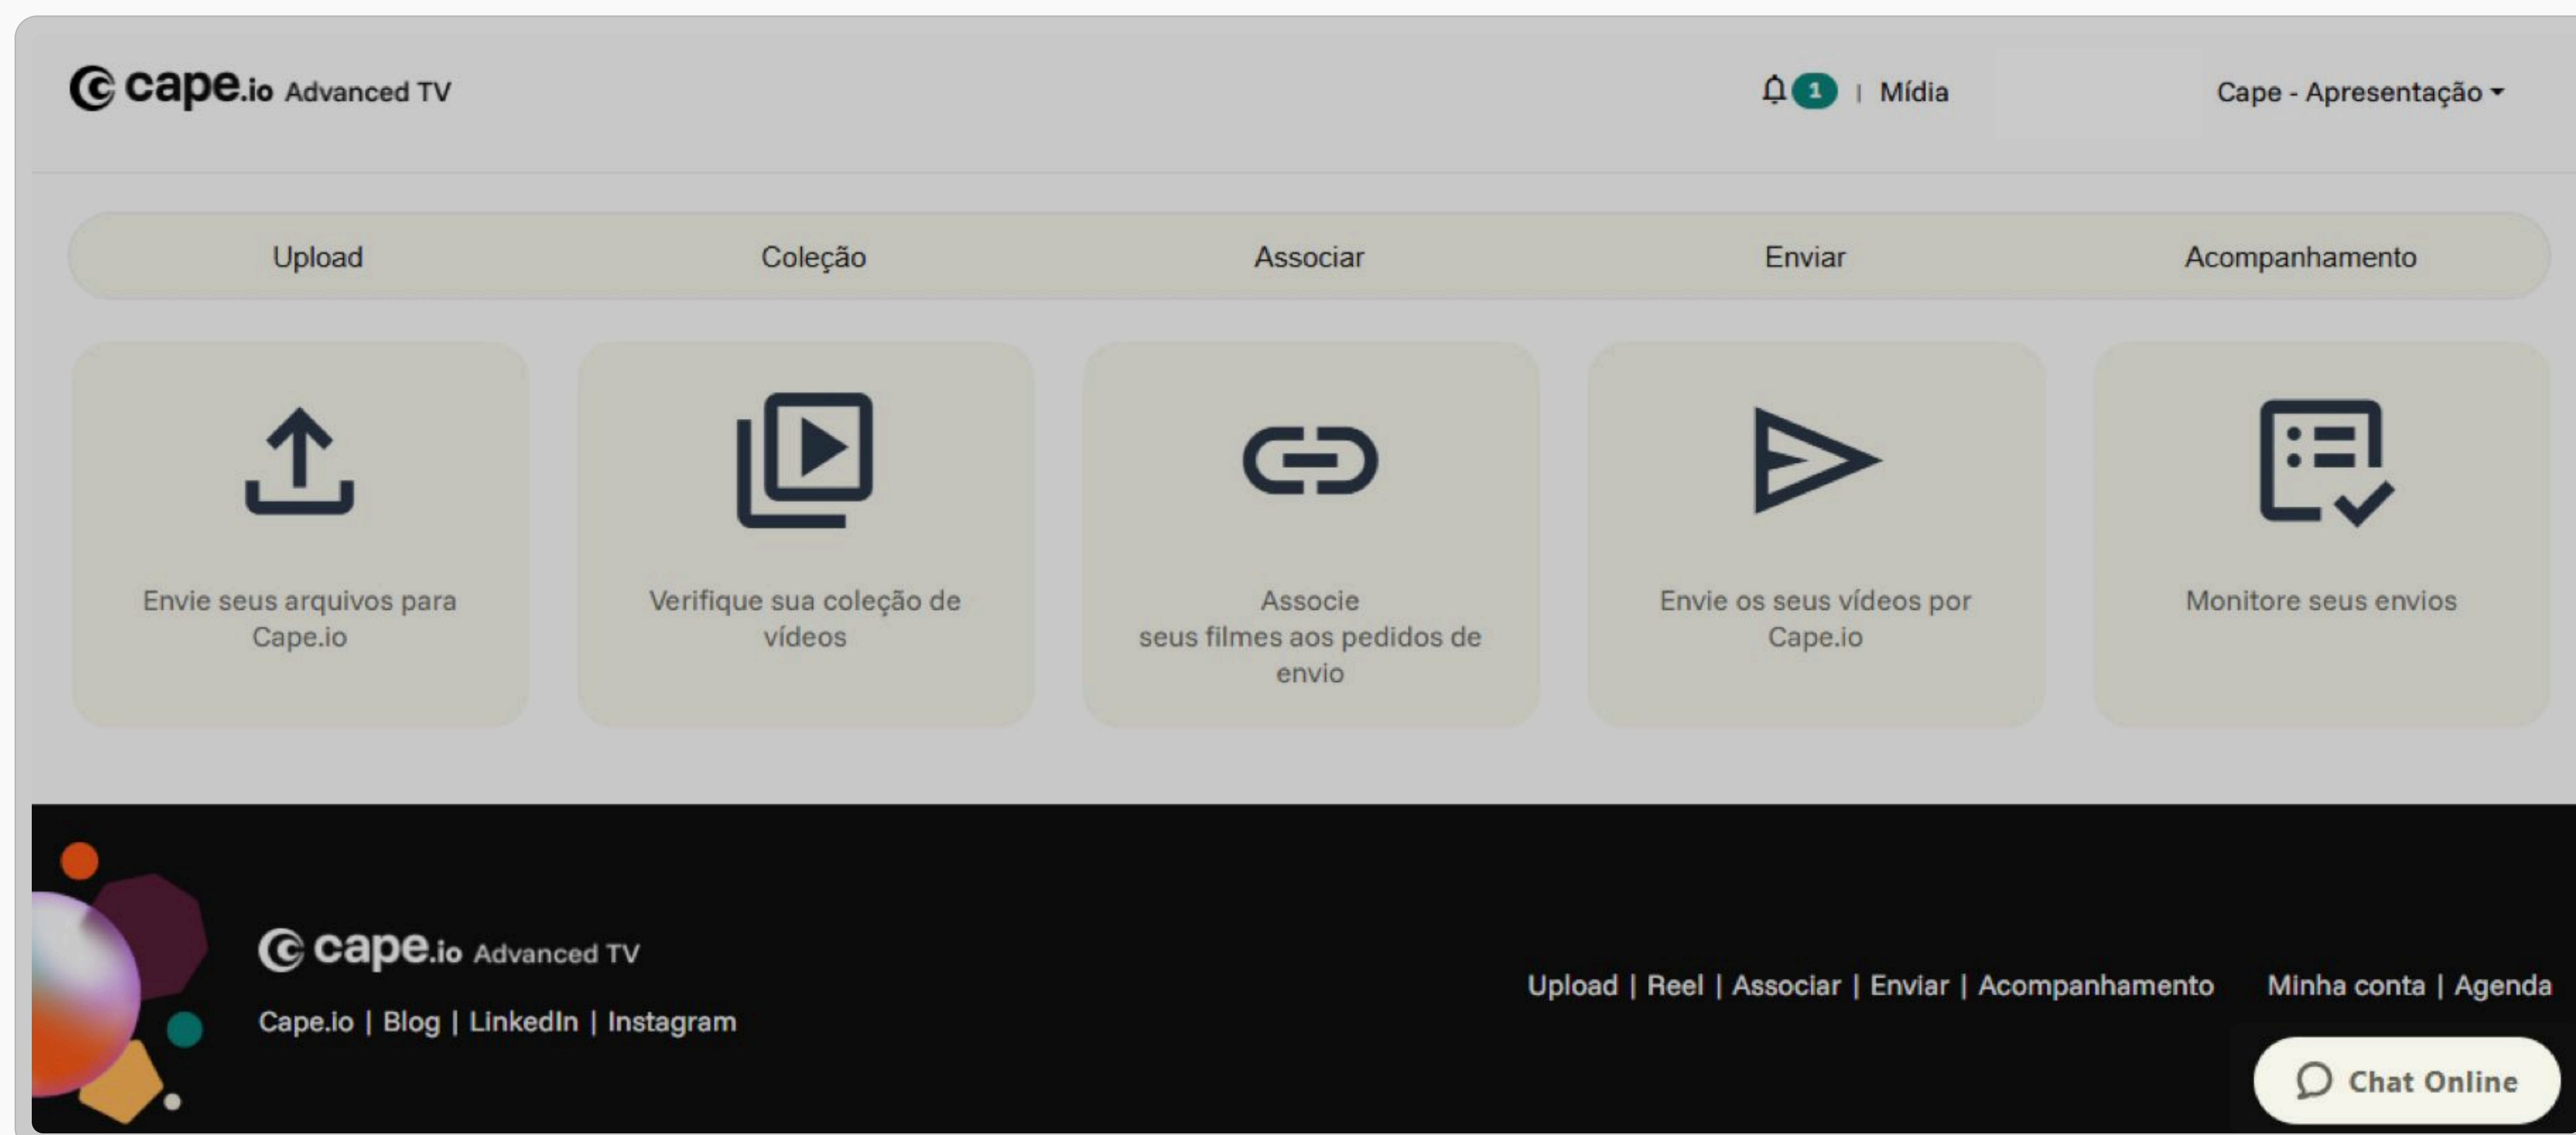 cape.io Advanced TV
1 | Mídia
Cape - Apresentação
Upload
Coleção
Associar
Enviar
Acompanhamento
Envie seus arquivos para
Cape.io
Verifique sua coleção de
vídeos
Associe
seus filmes aos pedidos de
envio
Envie os seus vídeos por
Cape.io
Monitore seus envios
cape.io Advanced TV
Cape.io | Blog | LinkedIn | Instagram
Upload | Reel | Associar | Enviar | Acompanhamento
Minha conta | Agenda
Chat Online